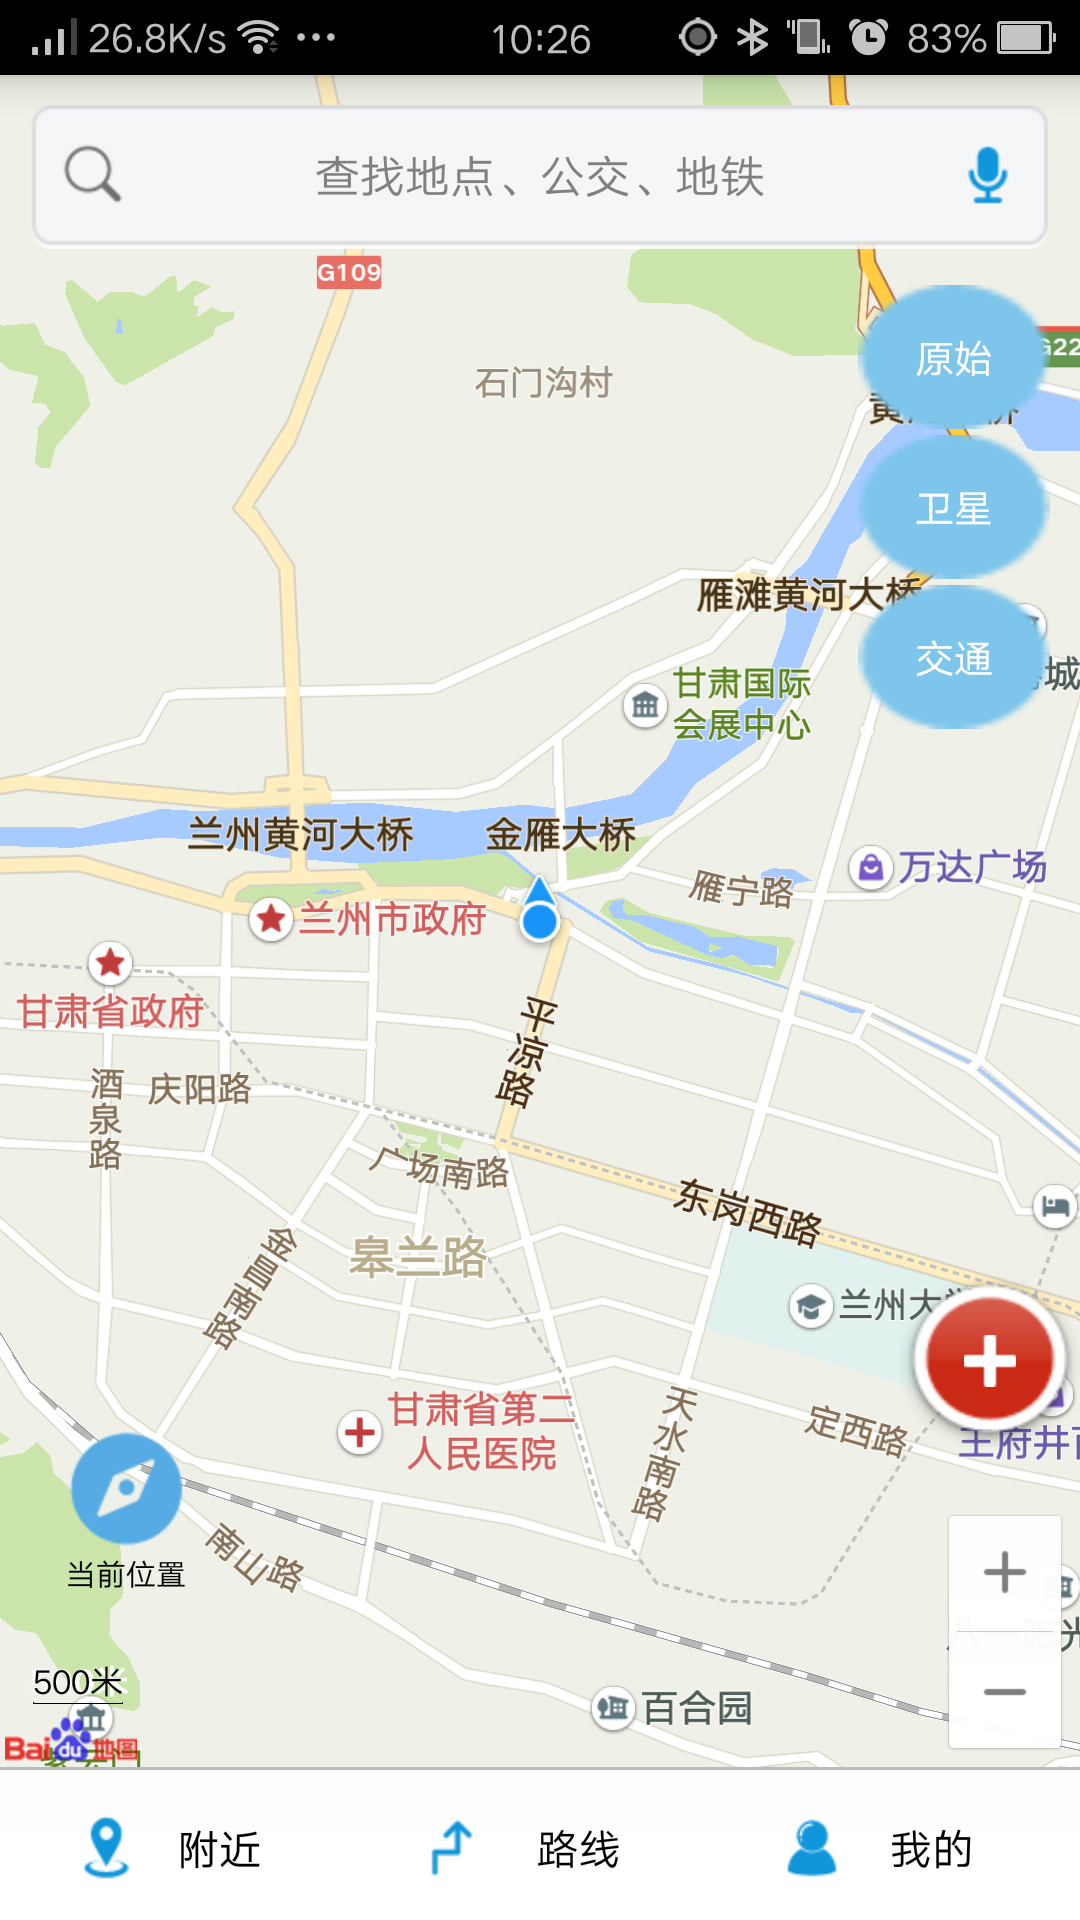 26.8K/s
10:26
83%
查找地点、公交、地铁
G109
原始
G22
石门沟村
卫星
雁滩黄河大桥
交通
城
甘肃国际
会展中心
兰州黄河大桥
金雁大桥
万达广场
雁宁路
兰州市政府
甘肃省政府
平凉路
酒泉路
庆阳路
广场南路
东岗西路
皋兰路
金昌南路
兰州大学
甘肃省第二
人民医院
天水南路
定西路
王府井百
当前位置
南山路
500米
百合园
Baidu地图
附近
路线
我的